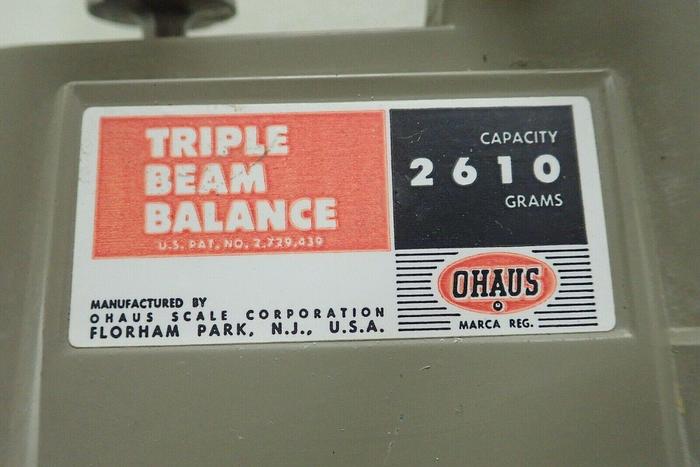 TRIPLE
BEAM
BALANCE
U.S. PAT. NO. 2,729,439
CAPACITY
2610
GRAMS
MANUFACTURED BY
OHAUS SCALE CORPORATION
FLORHAM PARK, N.J., U.S.A.
OHAUS
MARCA REG.